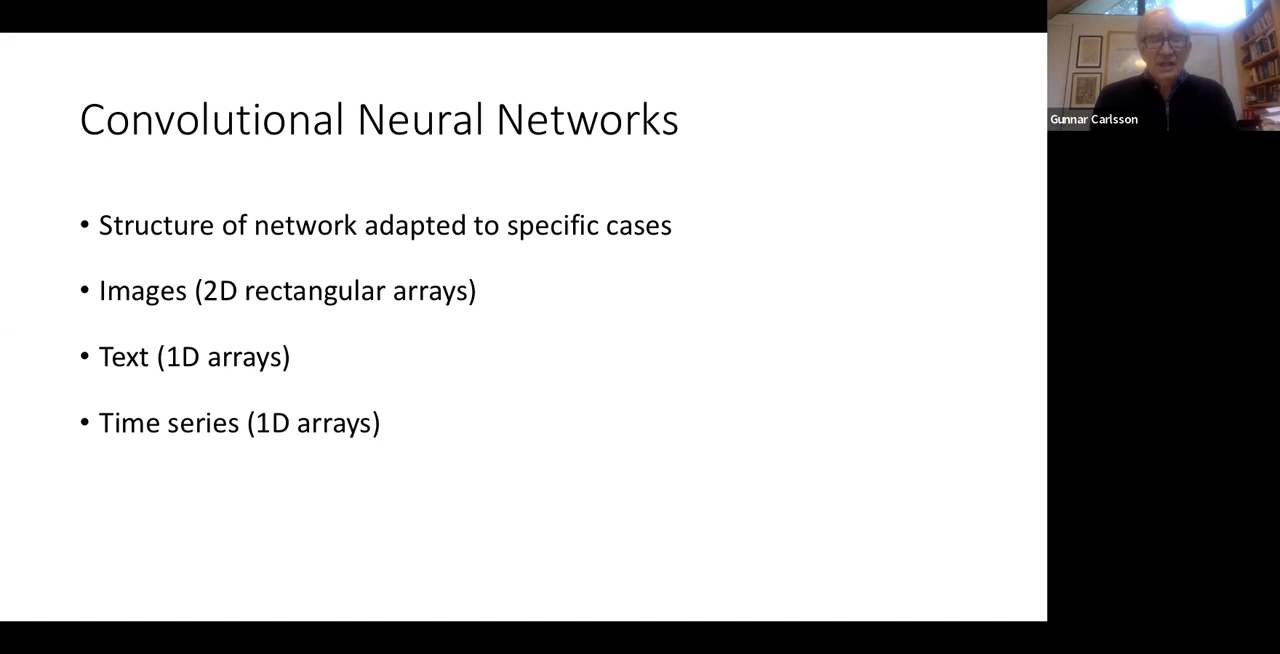 Convolutional Neural Networks
• Structure of network adapted to specific cases
• Images (2D rectangular arrays)
• Text (1D arrays)
• Time series (1D arrays)
Gunnar Carlsson